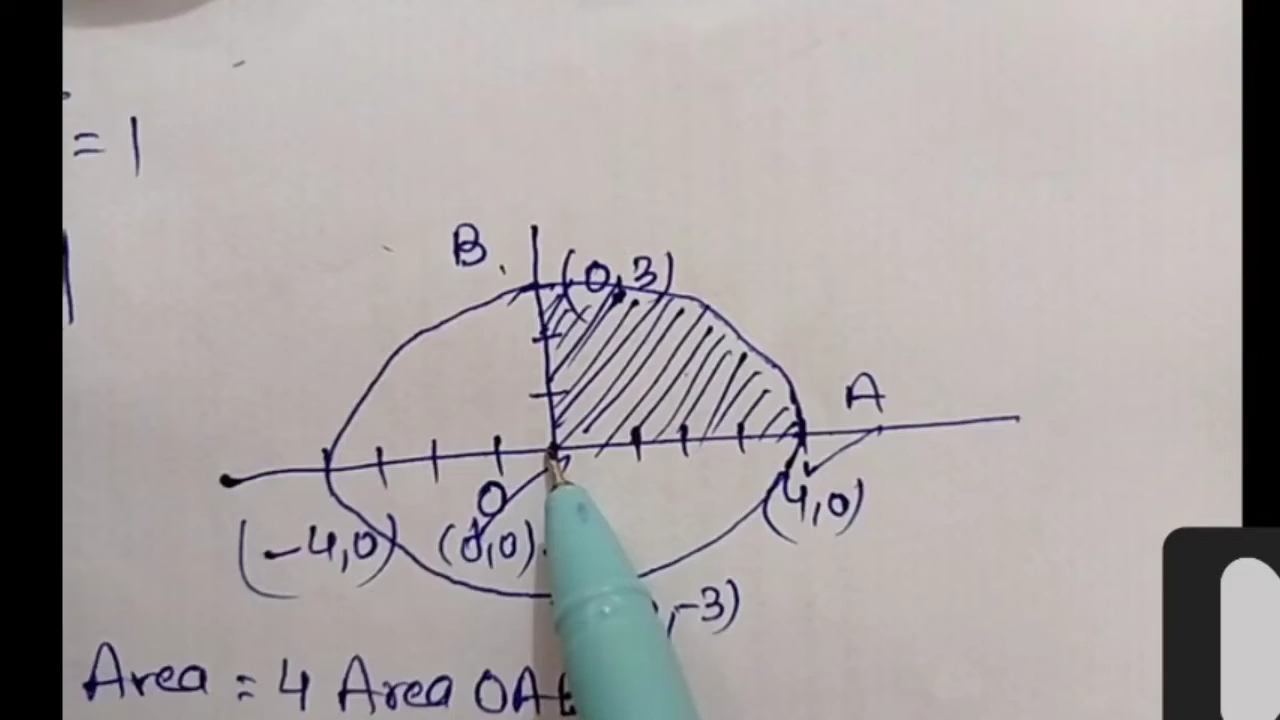 = 1
B (0,3)
A
O
(-4,0) (0,0) (4,0)
,-3)
Area = 4 Area OA